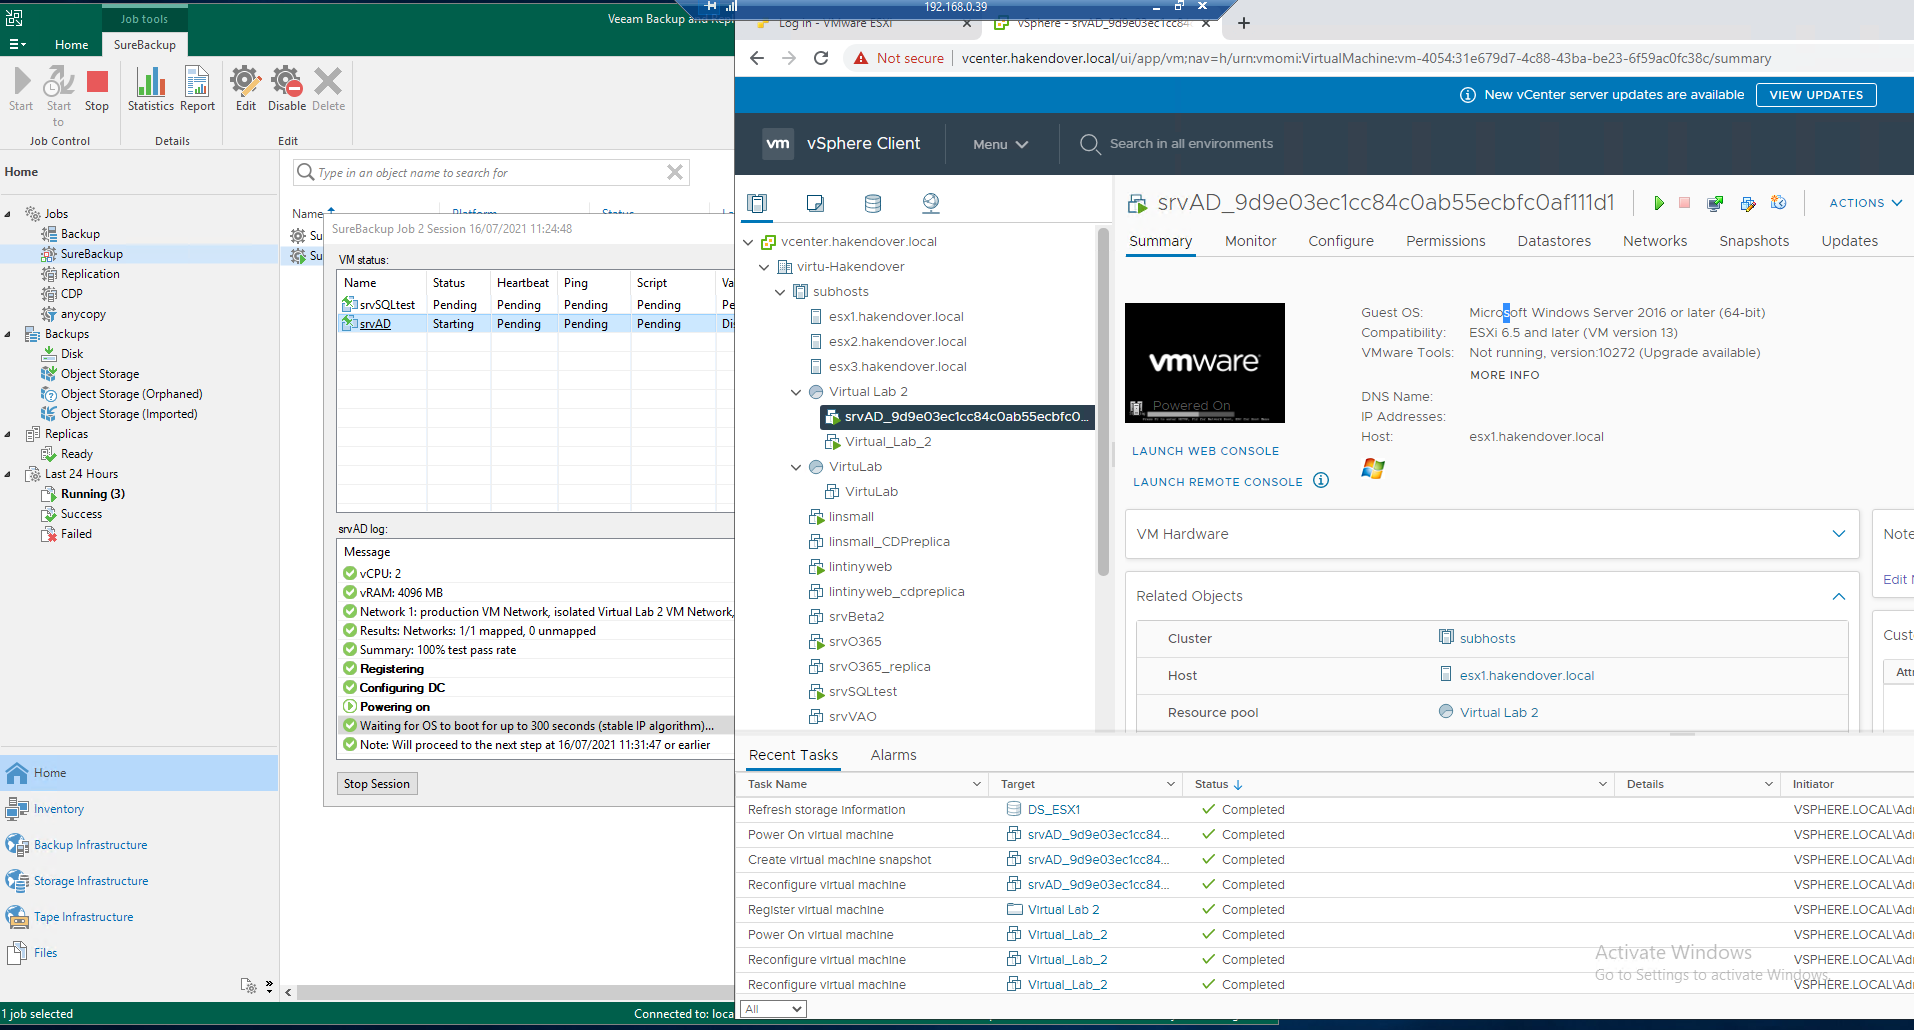 Job tools
Veeam Backup and Repl
Home
SureBackup
Start
Start
to
Stop
Statistics
Report
Edit
Disable
Delete
Job Control
Details
Edit
Home
Jobs
Backup
SureBackup
Replication
CDP
anycopy
Backups
Disk
Object Storage
Object Storage (Orphaned)
Object Storage (Imported)
Replicas
Ready
Last 24 Hours
Running (3)
Success
Failed
Home
Inventory
Backup Infrastructure
Storage Infrastructure
Tape Infrastructure
Files
1 job selected
Connected to: loca
Type in an object name to search for
Name
Platform
Status
Su
Su
SureBackup Job 2 Session 16/07/2021 11:24:48
VM status:
Name Status Heartbeat Ping Script Va
srvSQLtest Pending Pending Pending Pending Pe
srvAD Starting Pending Pending Pending Di
srvAD log:
Message
vCPU: 2
vRAM: 4096 MB
Network 1: production VM Network, isolated Virtual Lab 2 VM Network,
Results: Networks: 1/1 mapped, 0 unmapped
Summary: 100% test pass rate
Registering
Configuring DC
Powering on
Waiting for OS to boot for up to 300 seconds (stable IP algorithm)...
Note: Will proceed to the next step at 16/07/2021 11:31:47 or earlier
Stop Session
192.168.0.39
Log in - VMware ESXi
vSphere - srvAD_9d9e03ec1cc84
Not secure
vcenter.hakendover.local/ui/app/vm;nav=h/urn:vmomi:VirtualMachine:vm-4054:31e679d7-4c88-43ba-be23-6f59ac0fc38c/summary
New vCenter server updates are available
VIEW UPDATES
vm
vSphere Client
Menu
Search in all environments
vcenter.hakendover.local
virtu-Hakendover
subhosts
esx1.hakendover.local
esx2.hakendover.local
esx3.hakendover.local
Virtual Lab 2
srvAD_9d9e03ec1cc84c0ab55ecbfc0...
Virtual_Lab_2
VirtuLab
VirtuLab
linsmall
linsmall_CDPreplica
lintinyweb
lintinyweb_cdpreplica
srvBeta2
srvO365
srvO365_replica
srvSQLtest
srvVAO
srvAD_9d9e03ec1cc84c0ab55ecbfc0af111d1
ACTIONS
Summary
Monitor
Configure
Permissions
Datastores
Networks
Snapshots
Updates
vmware
Powered On
LAUNCH WEB CONSOLE
LAUNCH REMOTE CONSOLE
Guest OS: Microsoft Windows Server 2016 or later (64-bit)
Compatibility: ESXi 6.5 and later (VM version 13)
VMware Tools: Not running, version:10272 (Upgrade available)
MORE INFO
DNS Name:
IP Addresses:
Host: esx1.hakendover.local
VM Hardware
Related Objects
Cluster subhosts
Host esx1.hakendover.local
Resource pool Virtual Lab 2
Note
Edit
Cust
Attr
Recent Tasks
Alarms
Task Name Target Status Details Initiator
Refresh storage information DS_ESX1 Completed VSPHERE.LOCAL\Ad
Power On virtual machine srvAD_9d9e03ec1cc84... Completed VSPHERE.LOCAL\Ad
Create virtual machine snapshot srvAD_9d9e03ec1cc84... Completed VSPHERE.LOCAL\Ad
Reconfigure virtual machine srvAD_9d9e03ec1cc84... Completed VSPHERE.LOCAL\Ad
Register virtual machine Virtual Lab 2 Completed VSPHERE.LOCAL\Ad
Power On virtual machine Virtual_Lab_2 Completed VSPHERE.LOCAL\Ad
Reconfigure virtual machine Virtual_Lab_2 Completed VSPHERE.LOCAL\Ad
Reconfigure virtual machine Virtual_Lab_2 Completed VSPHERE.LOCAL\Ad
All
Activate Windows
Go to Settings to activate Windows.